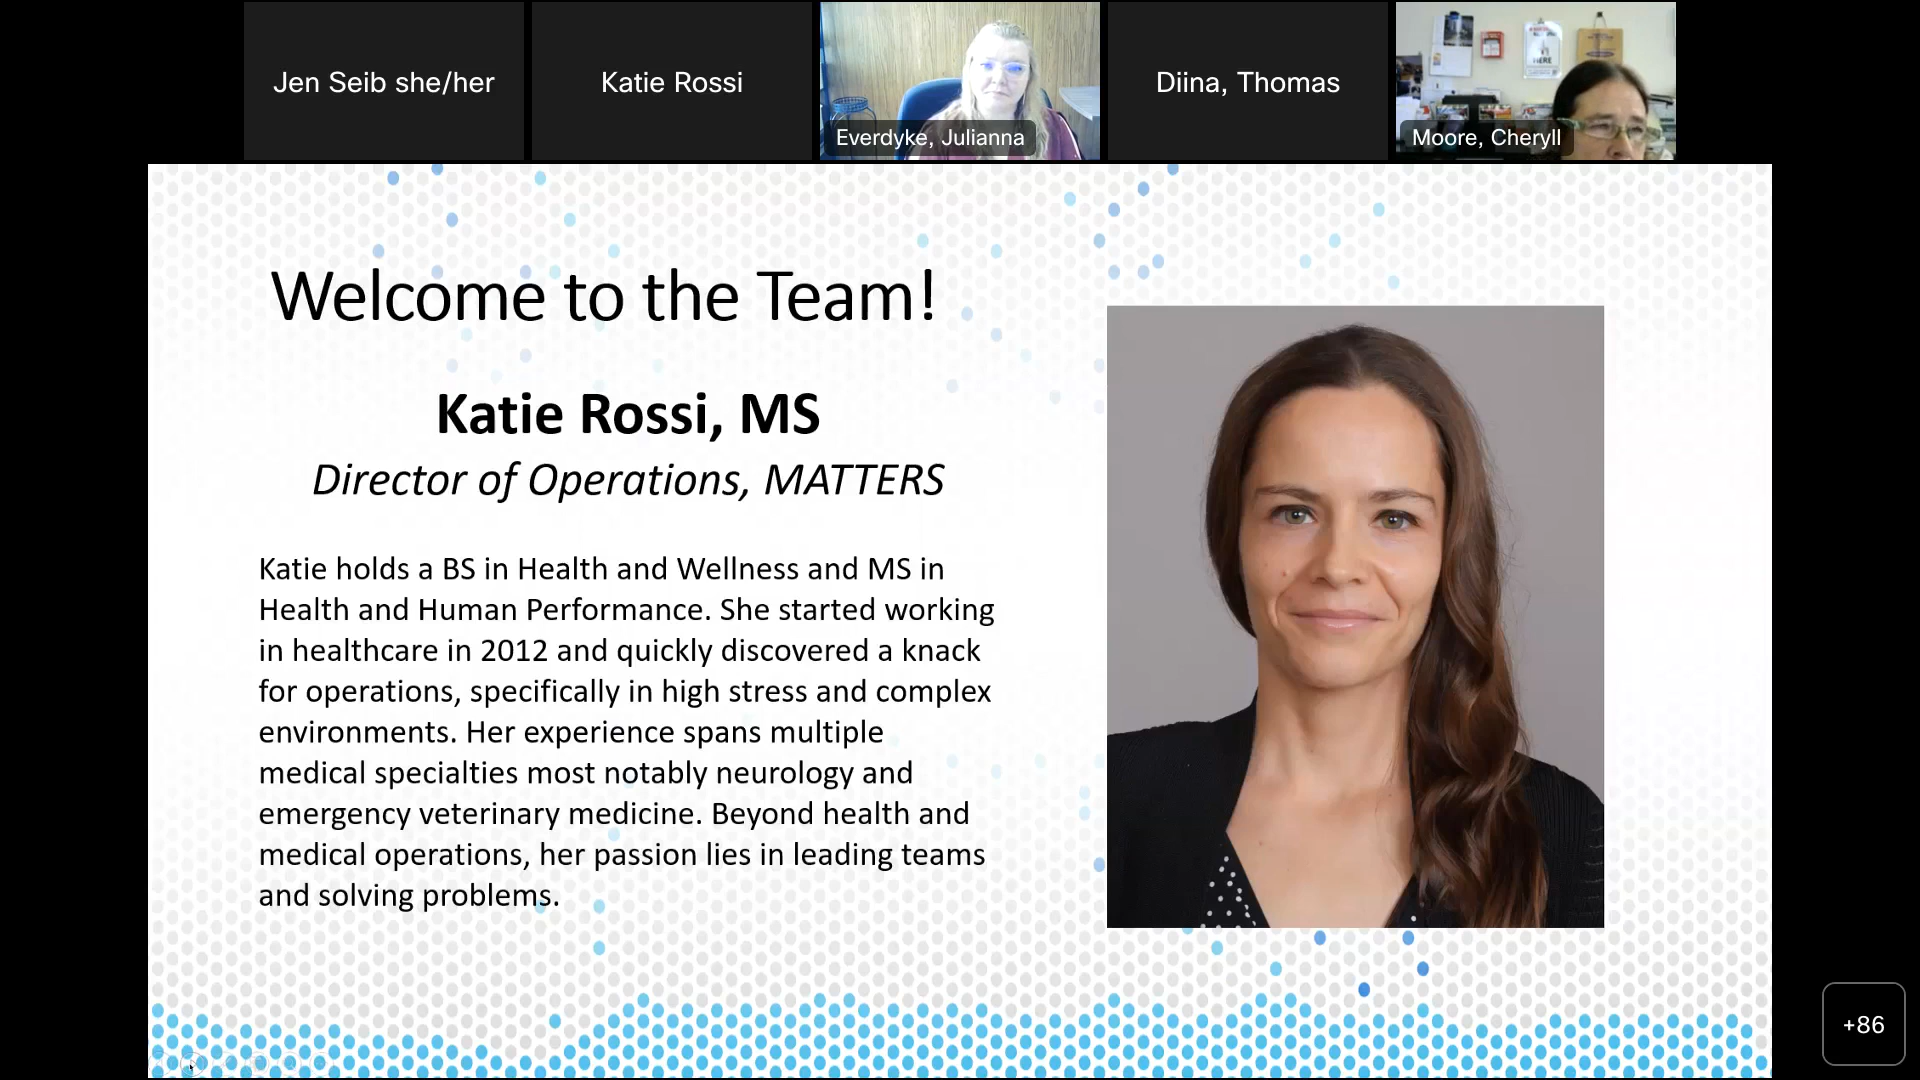 Jen Seib she/her
Katie Rossi
Everdyke, Julianna
Diina, Thomas
HERE
Moore, Cheryll
Welcome to the Team!
Katie Rossi, MS
Director of Operations, MATTERS
Katie holds a BS in Health and Wellness and MS in
Health and Human Performance. She started working
in healthcare in 2012 and quickly discovered a knack
for operations, specifically in high stress and complex
environments. Her experience spans multiple
medical specialties most notably neurology and
emergency veterinary medicine. Beyond health and
medical operations, her passion lies in leading teams
and solving problems.
+86